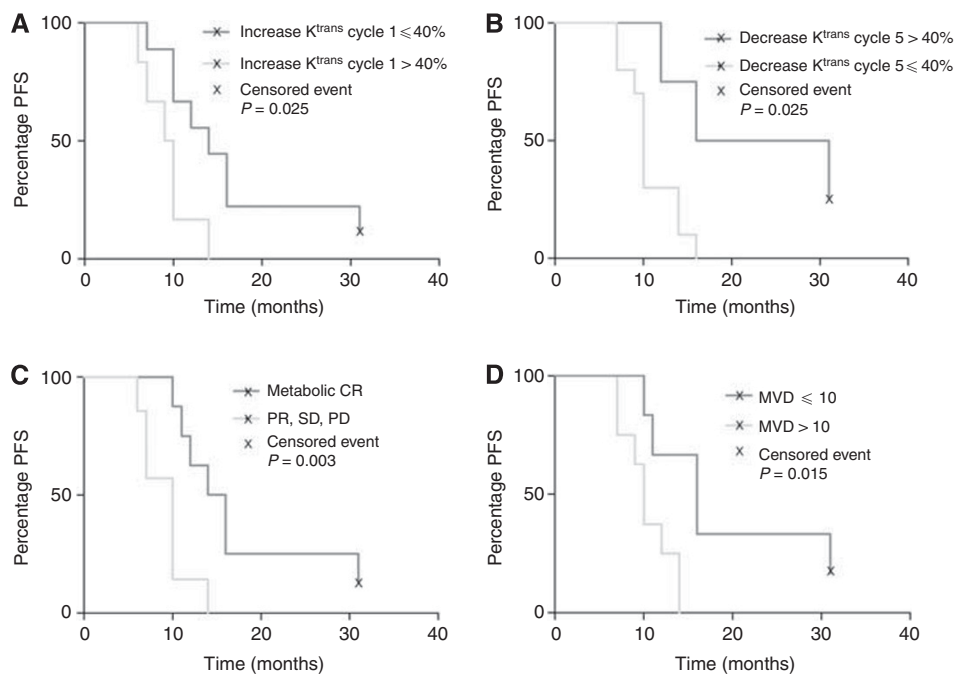 A
Percentage PFS
100
50
0
0 10 20 30 40
Time (months)
Increase Ktrans cycle 1 ⩽ 40%
Increase Ktrans cycle 1 > 40%
Censored event
P = 0.025
B
Percentage PFS
100
50
0
0 10 20 30 40
Time (months)
Decrease Ktrans cycle 5 > 40%
Decrease Ktrans cycle 5 ⩽ 40%
Censored event
P = 0.025
C
Percentage PFS
100
50
0
0 10 20 30 40
Time (months)
Metabolic CR
PR, SD, PD
Censored event
P = 0.003
D
Percentage PFS
100
50
0
0 10 20 30 40
Time (months)
MVD ⩽ 10
MVD > 10
Censored event
P = 0.015